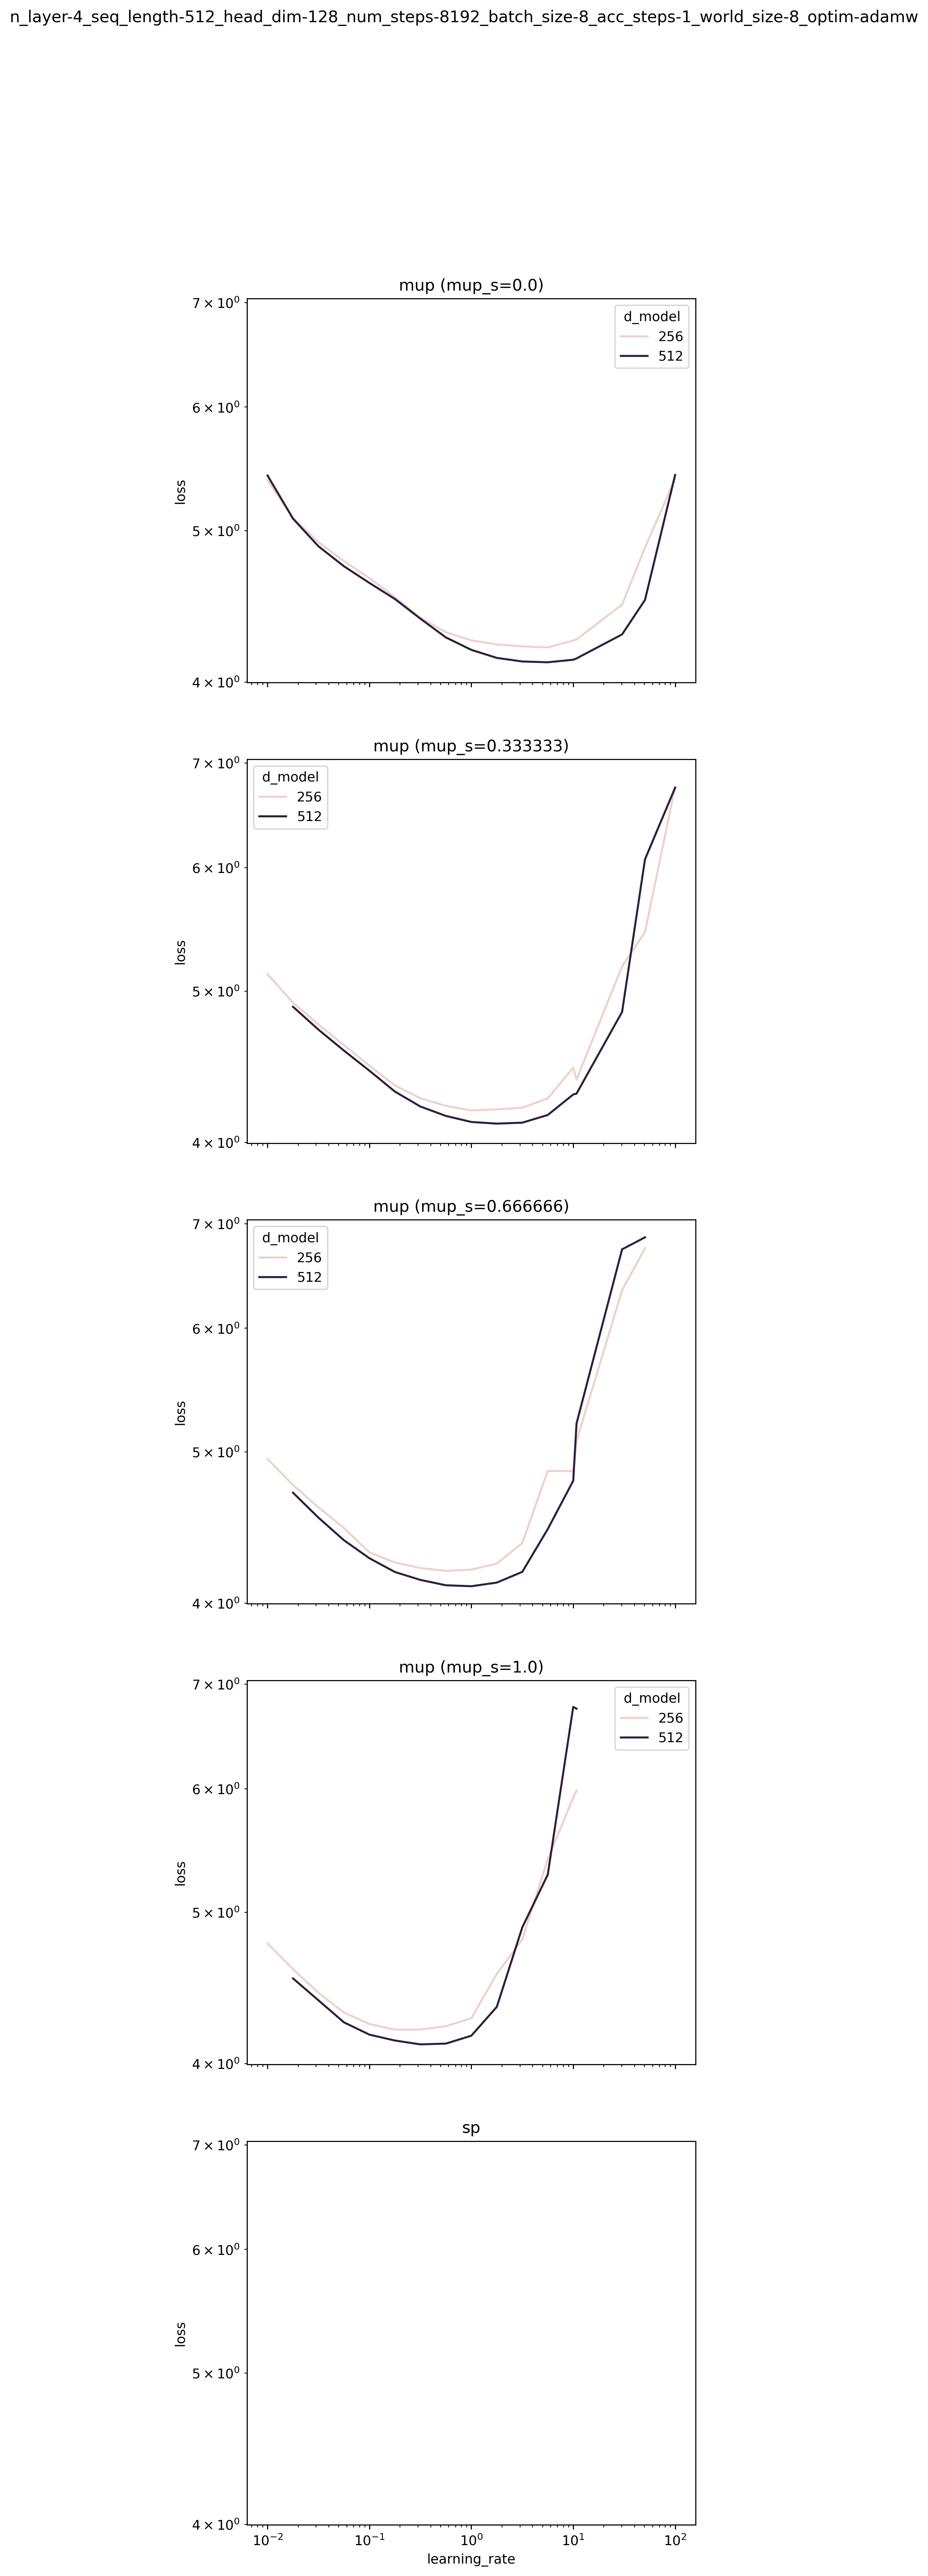 n_layer-4_seq_length-512_head_dim-128_num_steps-8192_batch_size-8_acc_steps-1_world_size-8_optim-adamw
mup (mup_s=0.0)
7 × 10⁰
6 × 10⁰
5 × 10⁰
4 × 10⁰
loss
d_model
256
512
mup (mup_s=0.333333)
7 × 10⁰
6 × 10⁰
5 × 10⁰
4 × 10⁰
loss
d_model
256
512
mup (mup_s=0.666666)
7 × 10⁰
6 × 10⁰
5 × 10⁰
4 × 10⁰
loss
d_model
256
512
mup (mup_s=1.0)
7 × 10⁰
6 × 10⁰
5 × 10⁰
4 × 10⁰
loss
d_model
256
512
sp
7 × 10⁰
6 × 10⁰
5 × 10⁰
4 × 10⁰
loss
10⁻² 10⁻¹ 10⁰ 10¹ 10²
learning_rate